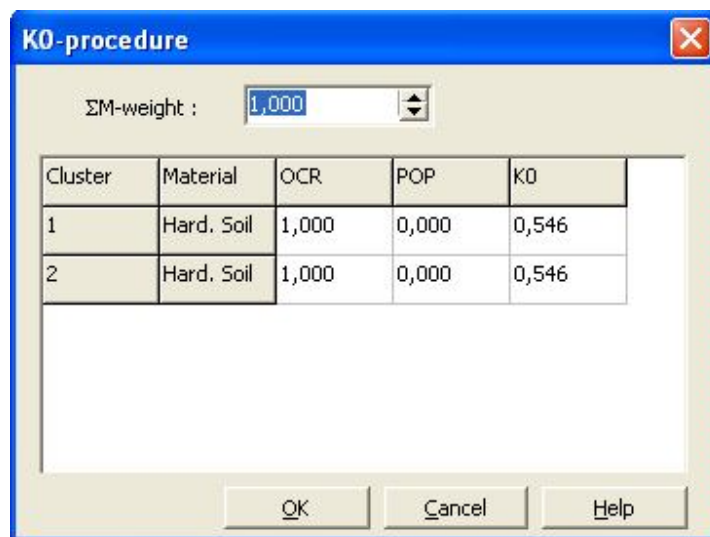 K0-procedure
ΣM-weight : 1,000
Cluster Material OCR POP K0
1 Hard. Soil 1,000 0,000 0,546
2 Hard. Soil 1,000 0,000 0,546
OK Cancel Help